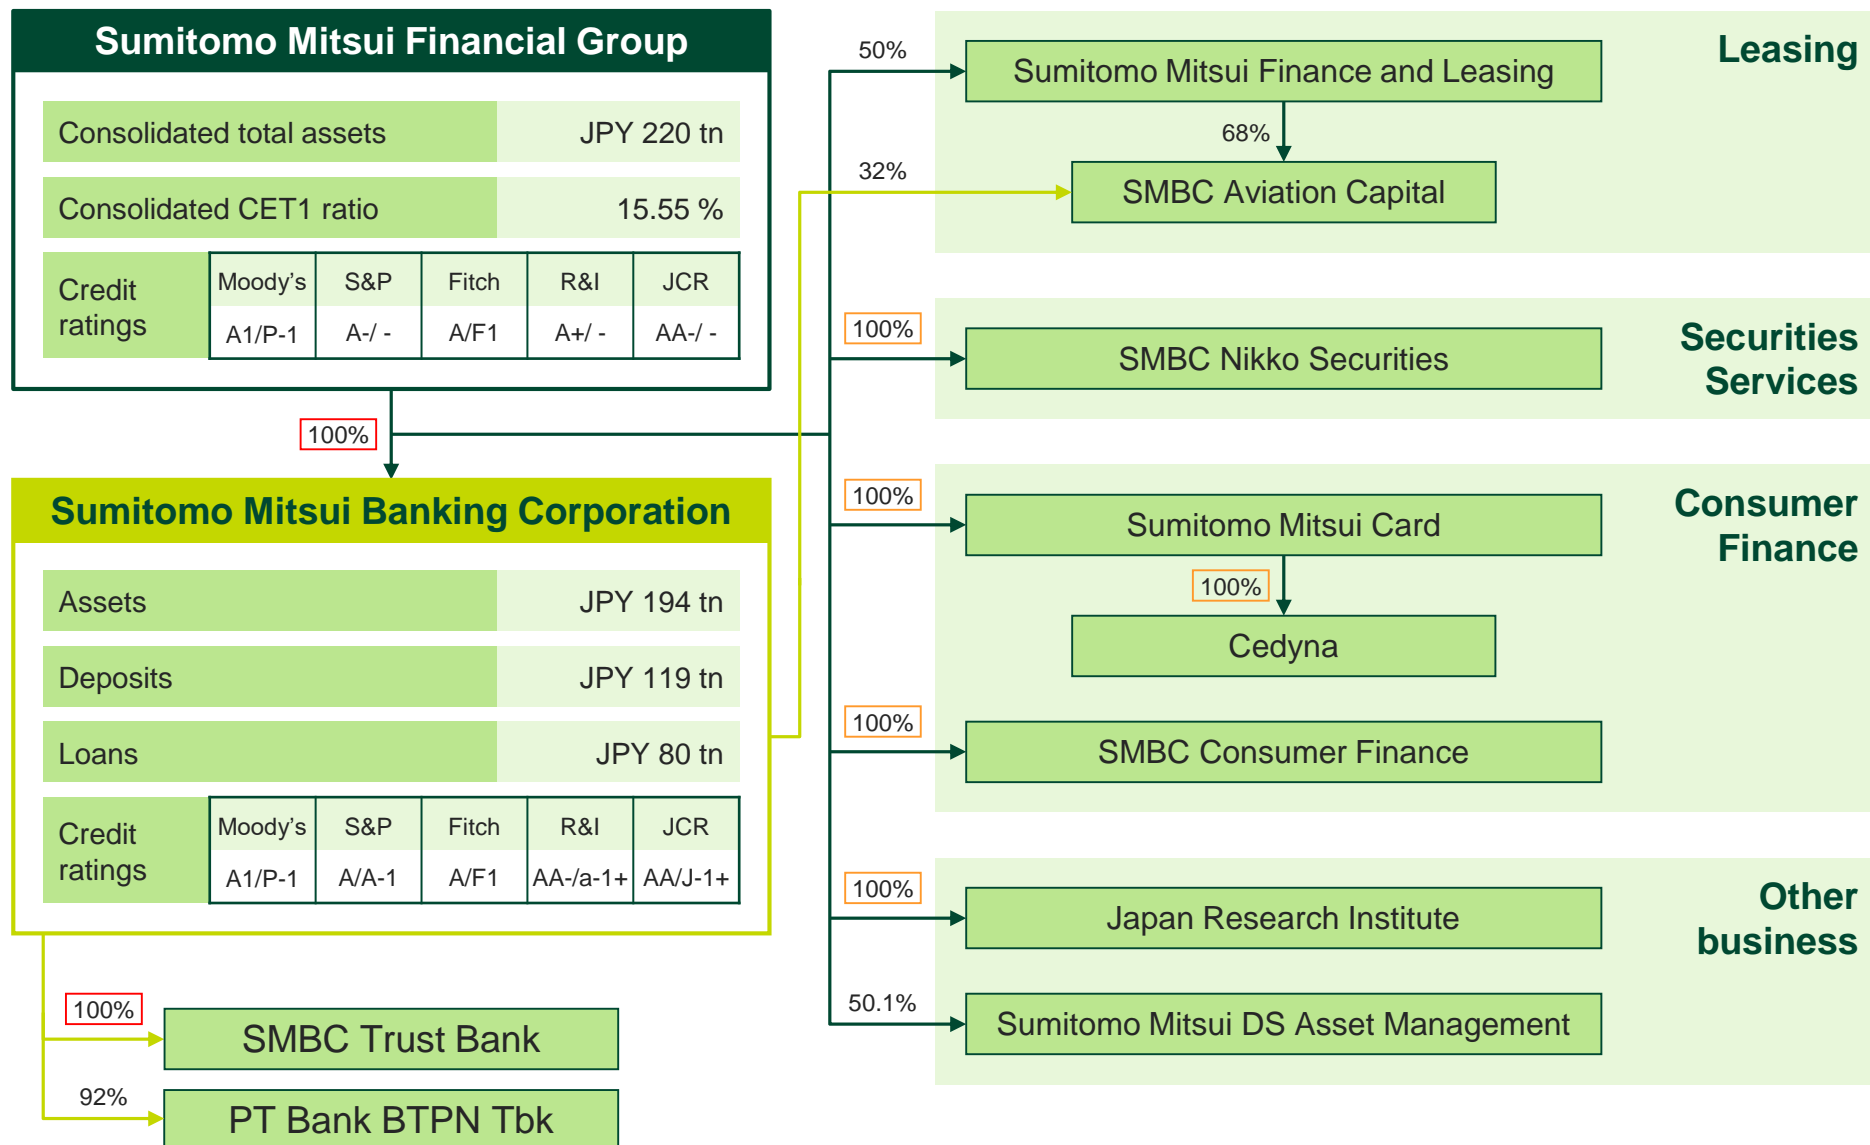 Sumitomo Mitsui Financial Group
Consolidated total assets JPY 220 tn
Consolidated CET1 ratio 15.55 %
Credit
ratings
Moody's S&P Fitch R&I JCR
A1/P-1 A-/ - A/F1 A+/ - AA-/ -
100%
Sumitomo Mitsui Banking Corporation
Assets JPY 194 tn
Deposits JPY 119 tn
Loans JPY 80 tn
Credit
ratings
Moody's S&P Fitch R&I JCR
A1/P-1 A/A-1 A/F1 AA-/a-1+ AA/J-1+
100%
SMBC Trust Bank
92%
PT Bank BTPN Tbk
Leasing
50%
Sumitomo Mitsui Finance and Leasing
68%
32%
SMBC Aviation Capital
Securities
Services
100%
SMBC Nikko Securities
Consumer
Finance
100%
Sumitomo Mitsui Card
100%
Cedyna
100%
SMBC Consumer Finance
Other
business
100%
Japan Research Institute
50.1%
Sumitomo Mitsui DS Asset Management